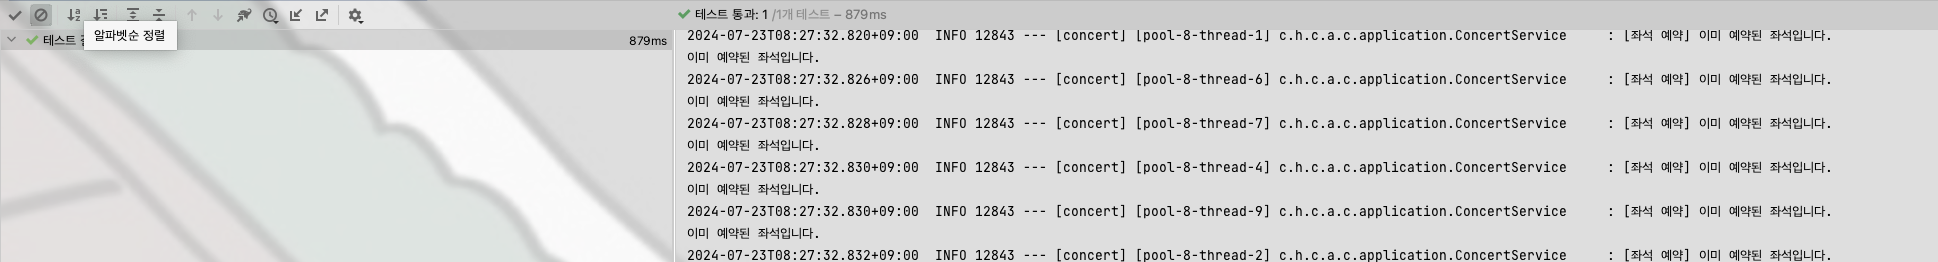 테스트 통과: 1 /1개 테스트 – 879ms
알파벳순 정렬
테스트 879ms
2024-07-23T08:27:32.820+09:00  INFO 12843 --- [concert] [pool-8-thread-1] c.h.c.a.c.application.ConcertService     : [좌석 예약] 이미 예약된 좌석입니다.
이미 예약된 좌석입니다.
2024-07-23T08:27:32.826+09:00  INFO 12843 --- [concert] [pool-8-thread-6] c.h.c.a.c.application.ConcertService     : [좌석 예약] 이미 예약된 좌석입니다.
이미 예약된 좌석입니다.
2024-07-23T08:27:32.828+09:00  INFO 12843 --- [concert] [pool-8-thread-7] c.h.c.a.c.application.ConcertService     : [좌석 예약] 이미 예약된 좌석입니다.
이미 예약된 좌석입니다.
2024-07-23T08:27:32.830+09:00  INFO 12843 --- [concert] [pool-8-thread-4] c.h.c.a.c.application.ConcertService     : [좌석 예약] 이미 예약된 좌석입니다.
이미 예약된 좌석입니다.
2024-07-23T08:27:32.830+09:00  INFO 12843 --- [concert] [pool-8-thread-9] c.h.c.a.c.application.ConcertService     : [좌석 예약] 이미 예약된 좌석입니다.
이미 예약된 좌석입니다.
2024-07-23T08:27:32.832+09:00  INFO 12843 --- [concert] [pool-8-thread-2] c.h.c.a.c.application.ConcertService     : [좌석 예약] 이미 예약된 좌석입니다.